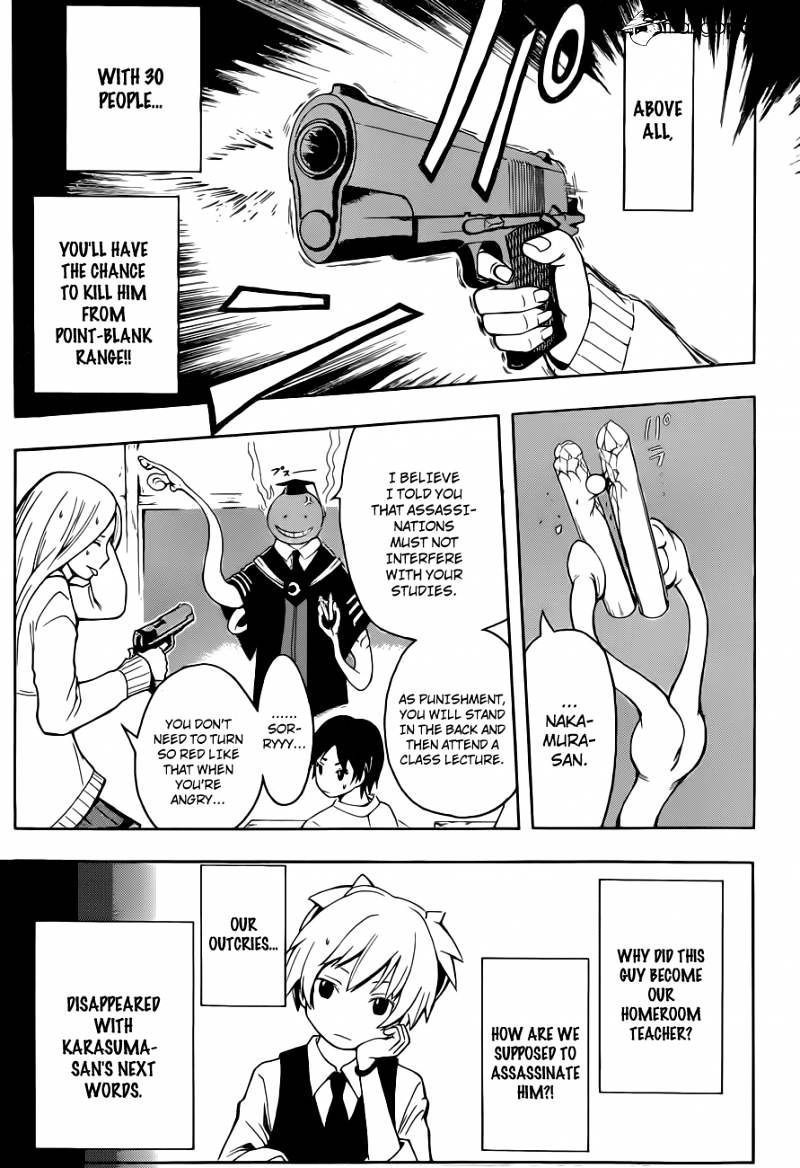 ABOVE
ALL,
WITH 30
PEOPLE...
YOU'LL HAVE
THE CHANCE
TO KILL HIM
FROM
POINT-BLANK
RANGE!!
...
NAKA-
MURA-
SAN.
I BELIEVE
I TOLD YOU
THAT ASSASSI-
NATIONS
MUST NOT
INTERFERE
WITH YOUR
STUDIES.
AS PUNISHMENT,
YOU WILL STAND
IN THE BACK AND
THEN ATTEND A
CLASS LECTURE.
......
SOR-
RYYY...
YOU DON'T
NEED TO TURN
SO RED LIKE
THAT WHEN
YOU'RE
ANGRY...
WHY DID THIS
GUY BECOME
OUR
HOMEROOM
TEACHER?
HOW ARE WE
SUPPOSED TO
ASSASSINATE
HIM?!
OUR
OUTCRIES...
DISAPPEARED
WITH
KARASUMA-
SAN'S NEXT
WORDS.